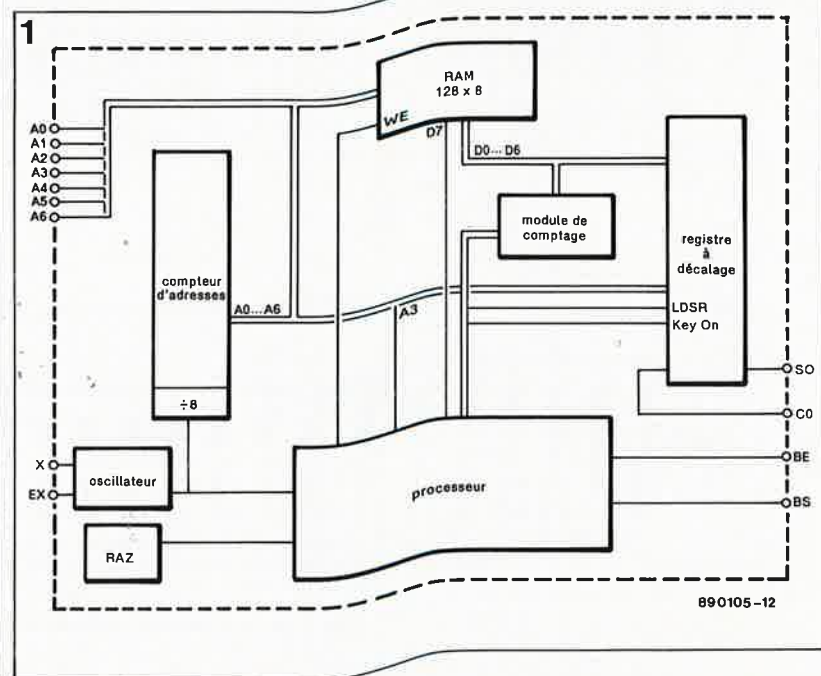 1
RAM
128 x 8
WE
D7
D0... D6
A0
A1
A2
A3
A4
A5
A6
compteur
d'adresses
A0...A6
÷8
module de
comptage
registre
à
décalage
LDSR
Key On
A3
SO
C0
BE
BS
X
EX
oscillateur
RAZ
processeur
890105-12